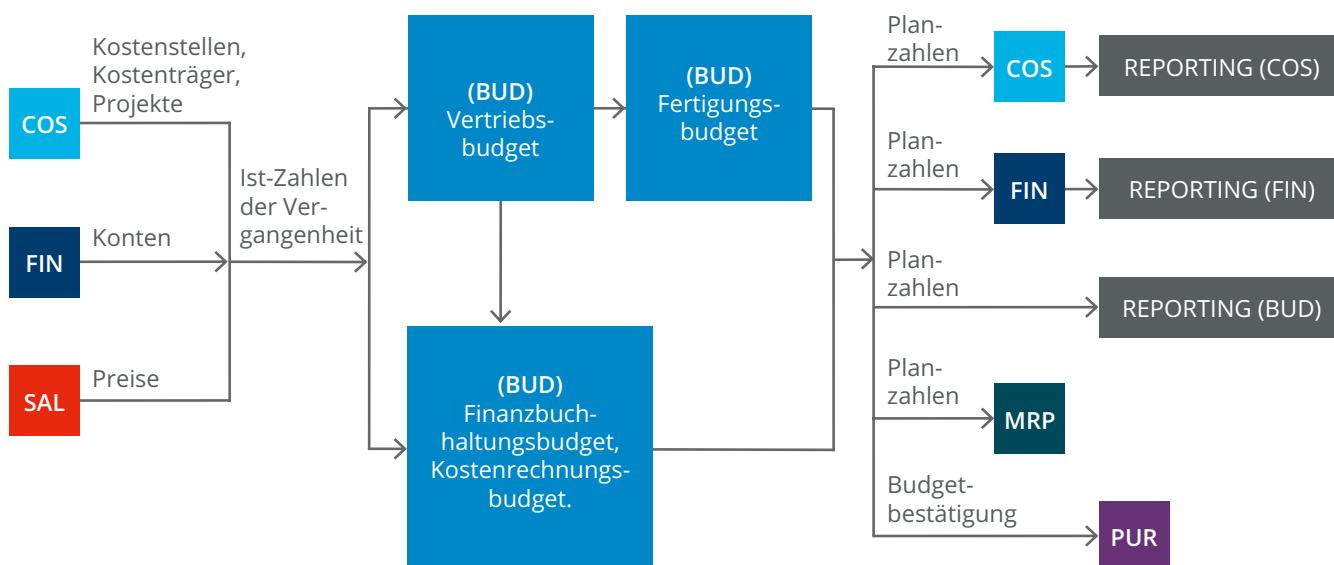 Kostenstellen,
Kostenträger,
Projekte
COS
Konten
FIN
Preise
SAL
Ist-Zahlen
der Ver-
gangenheit
(BUD)
Vertriebs-
budget
(BUD)
Fertigungs-
budget
(BUD)
Finanzbuch-
haltungsbudget,
Kostenrechnungs-
budget.
Plan-
zahlen
COS
REPORTING (COS)
Plan-
zahlen
FIN
REPORTING (FIN)
Plan-
zahlen
REPORTING (BUD)
Plan-
zahlen
MRP
Budget-
bestätigung
PUR